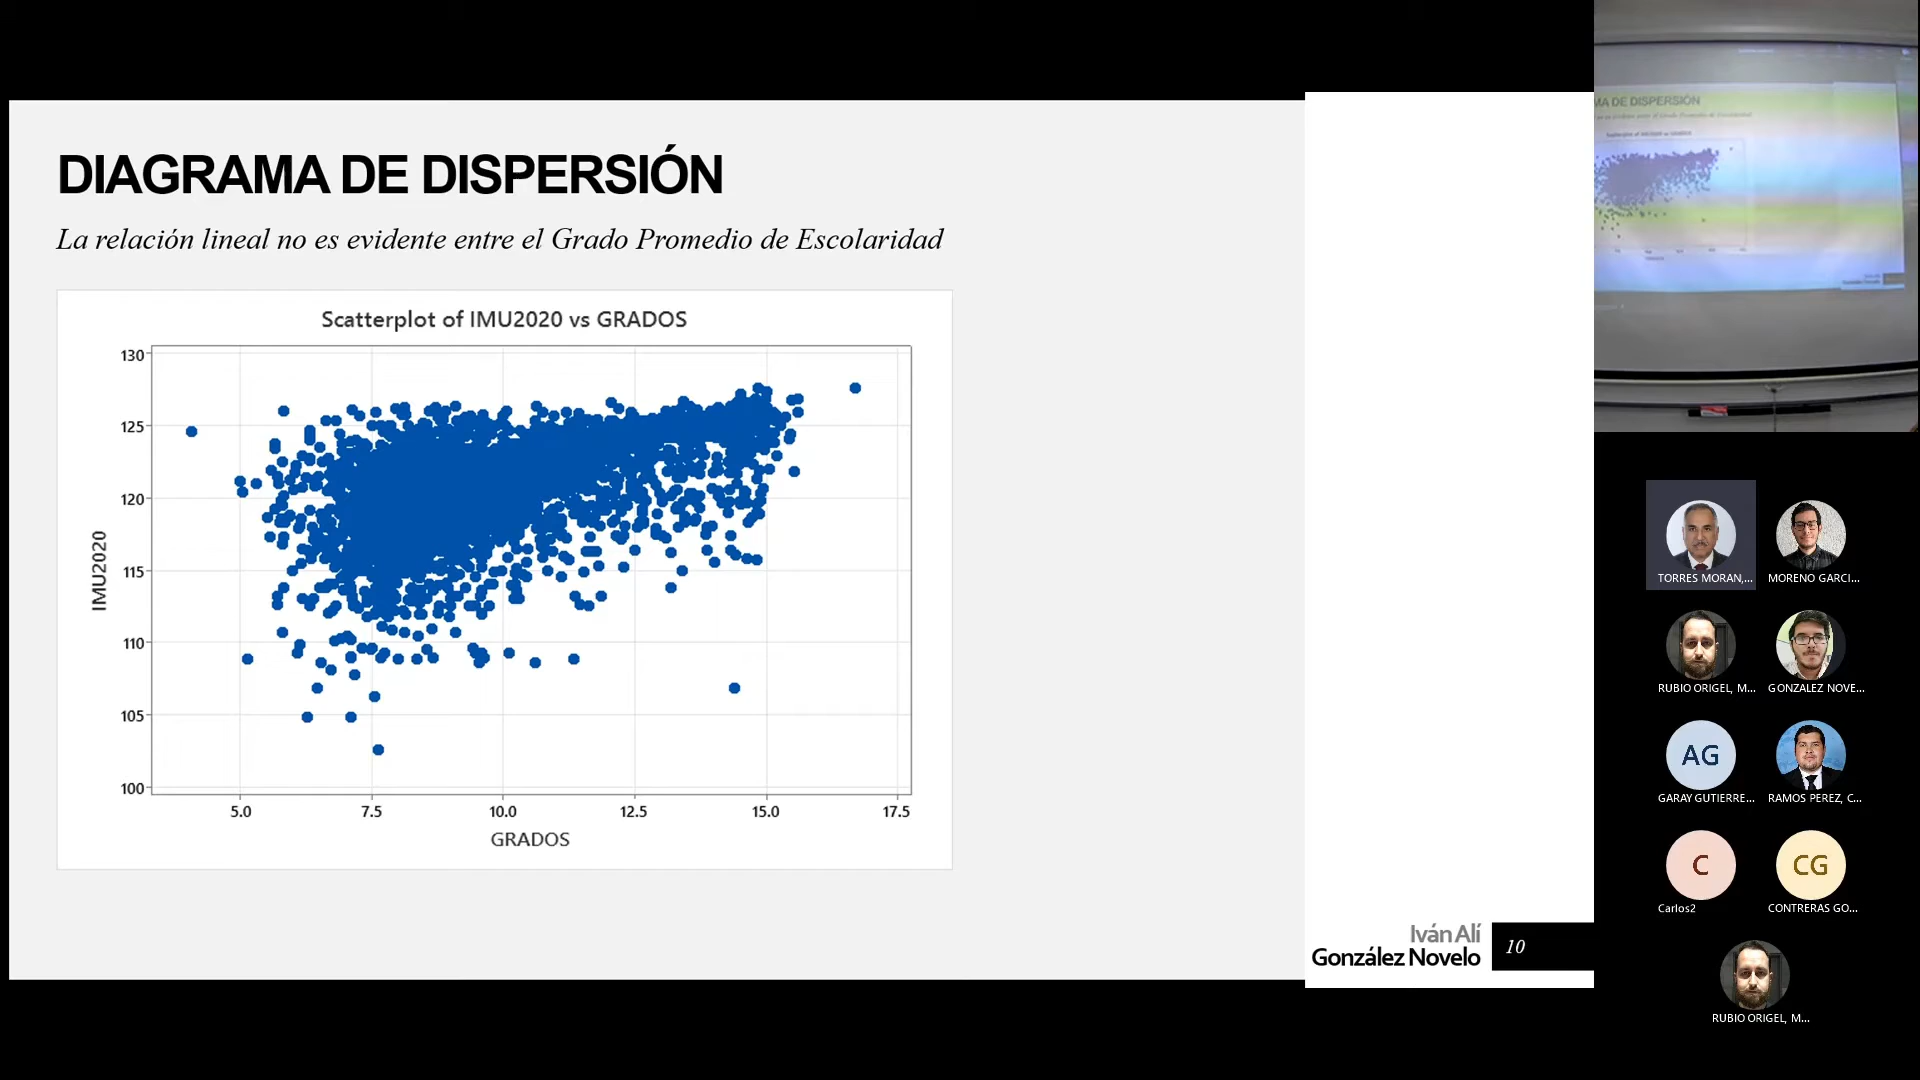 DIAGRAMA DE DISPERSIÓN
La relación lineal no es evidente entre el Grado Promedio de Escolaridad
Scatterplot of IMU2020 vs GRADOS
130
125
120
115
110
105
100
IMU2020
5.0 7.5 10.0 12.5 15.0 17.5
GRADOS
Iván Alí
González Novelo
10
MA DE DISPERSIÓN
TORRES MORAN,... MORENO GARCI...
RUBIO ORIGEL, M... GONZALEZ NOVE...
AG
GARAY GUTIERRE... RAMOS PEREZ, C...
C CG
Carlos2 CONTRERAS GO...
RUBIO ORIGEL, M...